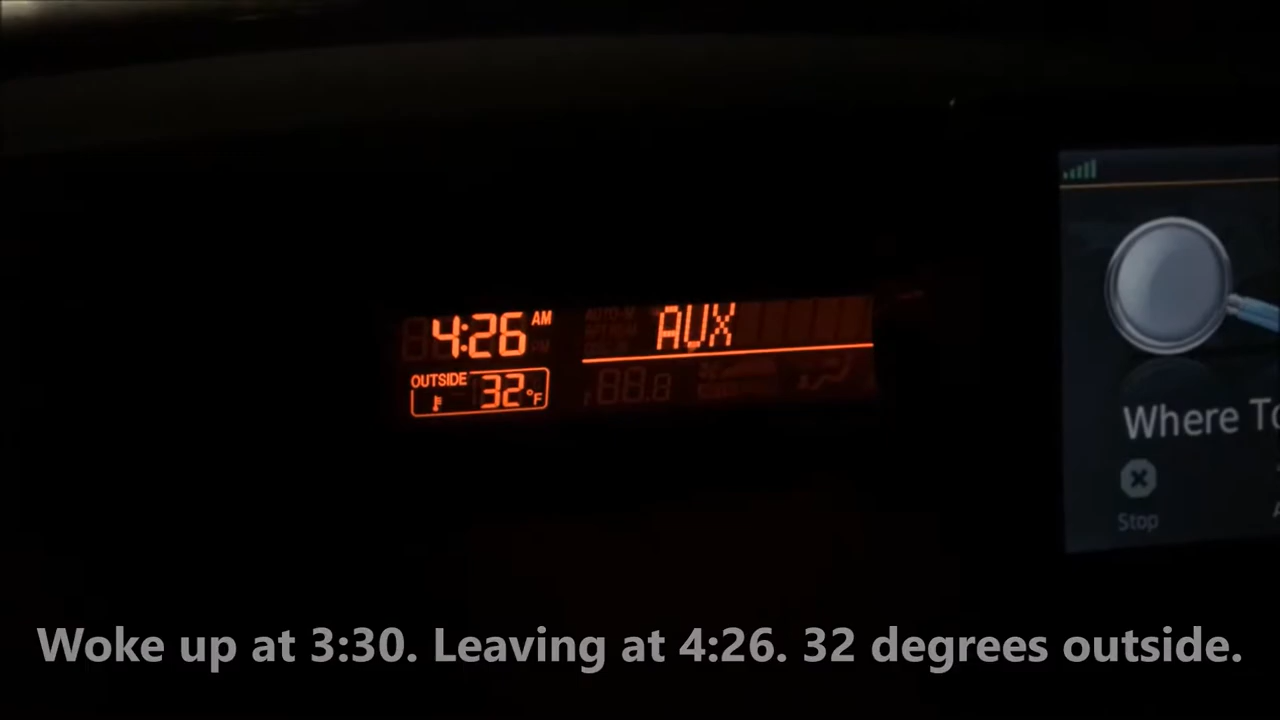 4:26 AM
AUX
OUTSIDE 32°F
Where To
Stop
Woke up at 3:30. Leaving at 4:26. 32 degrees outside.